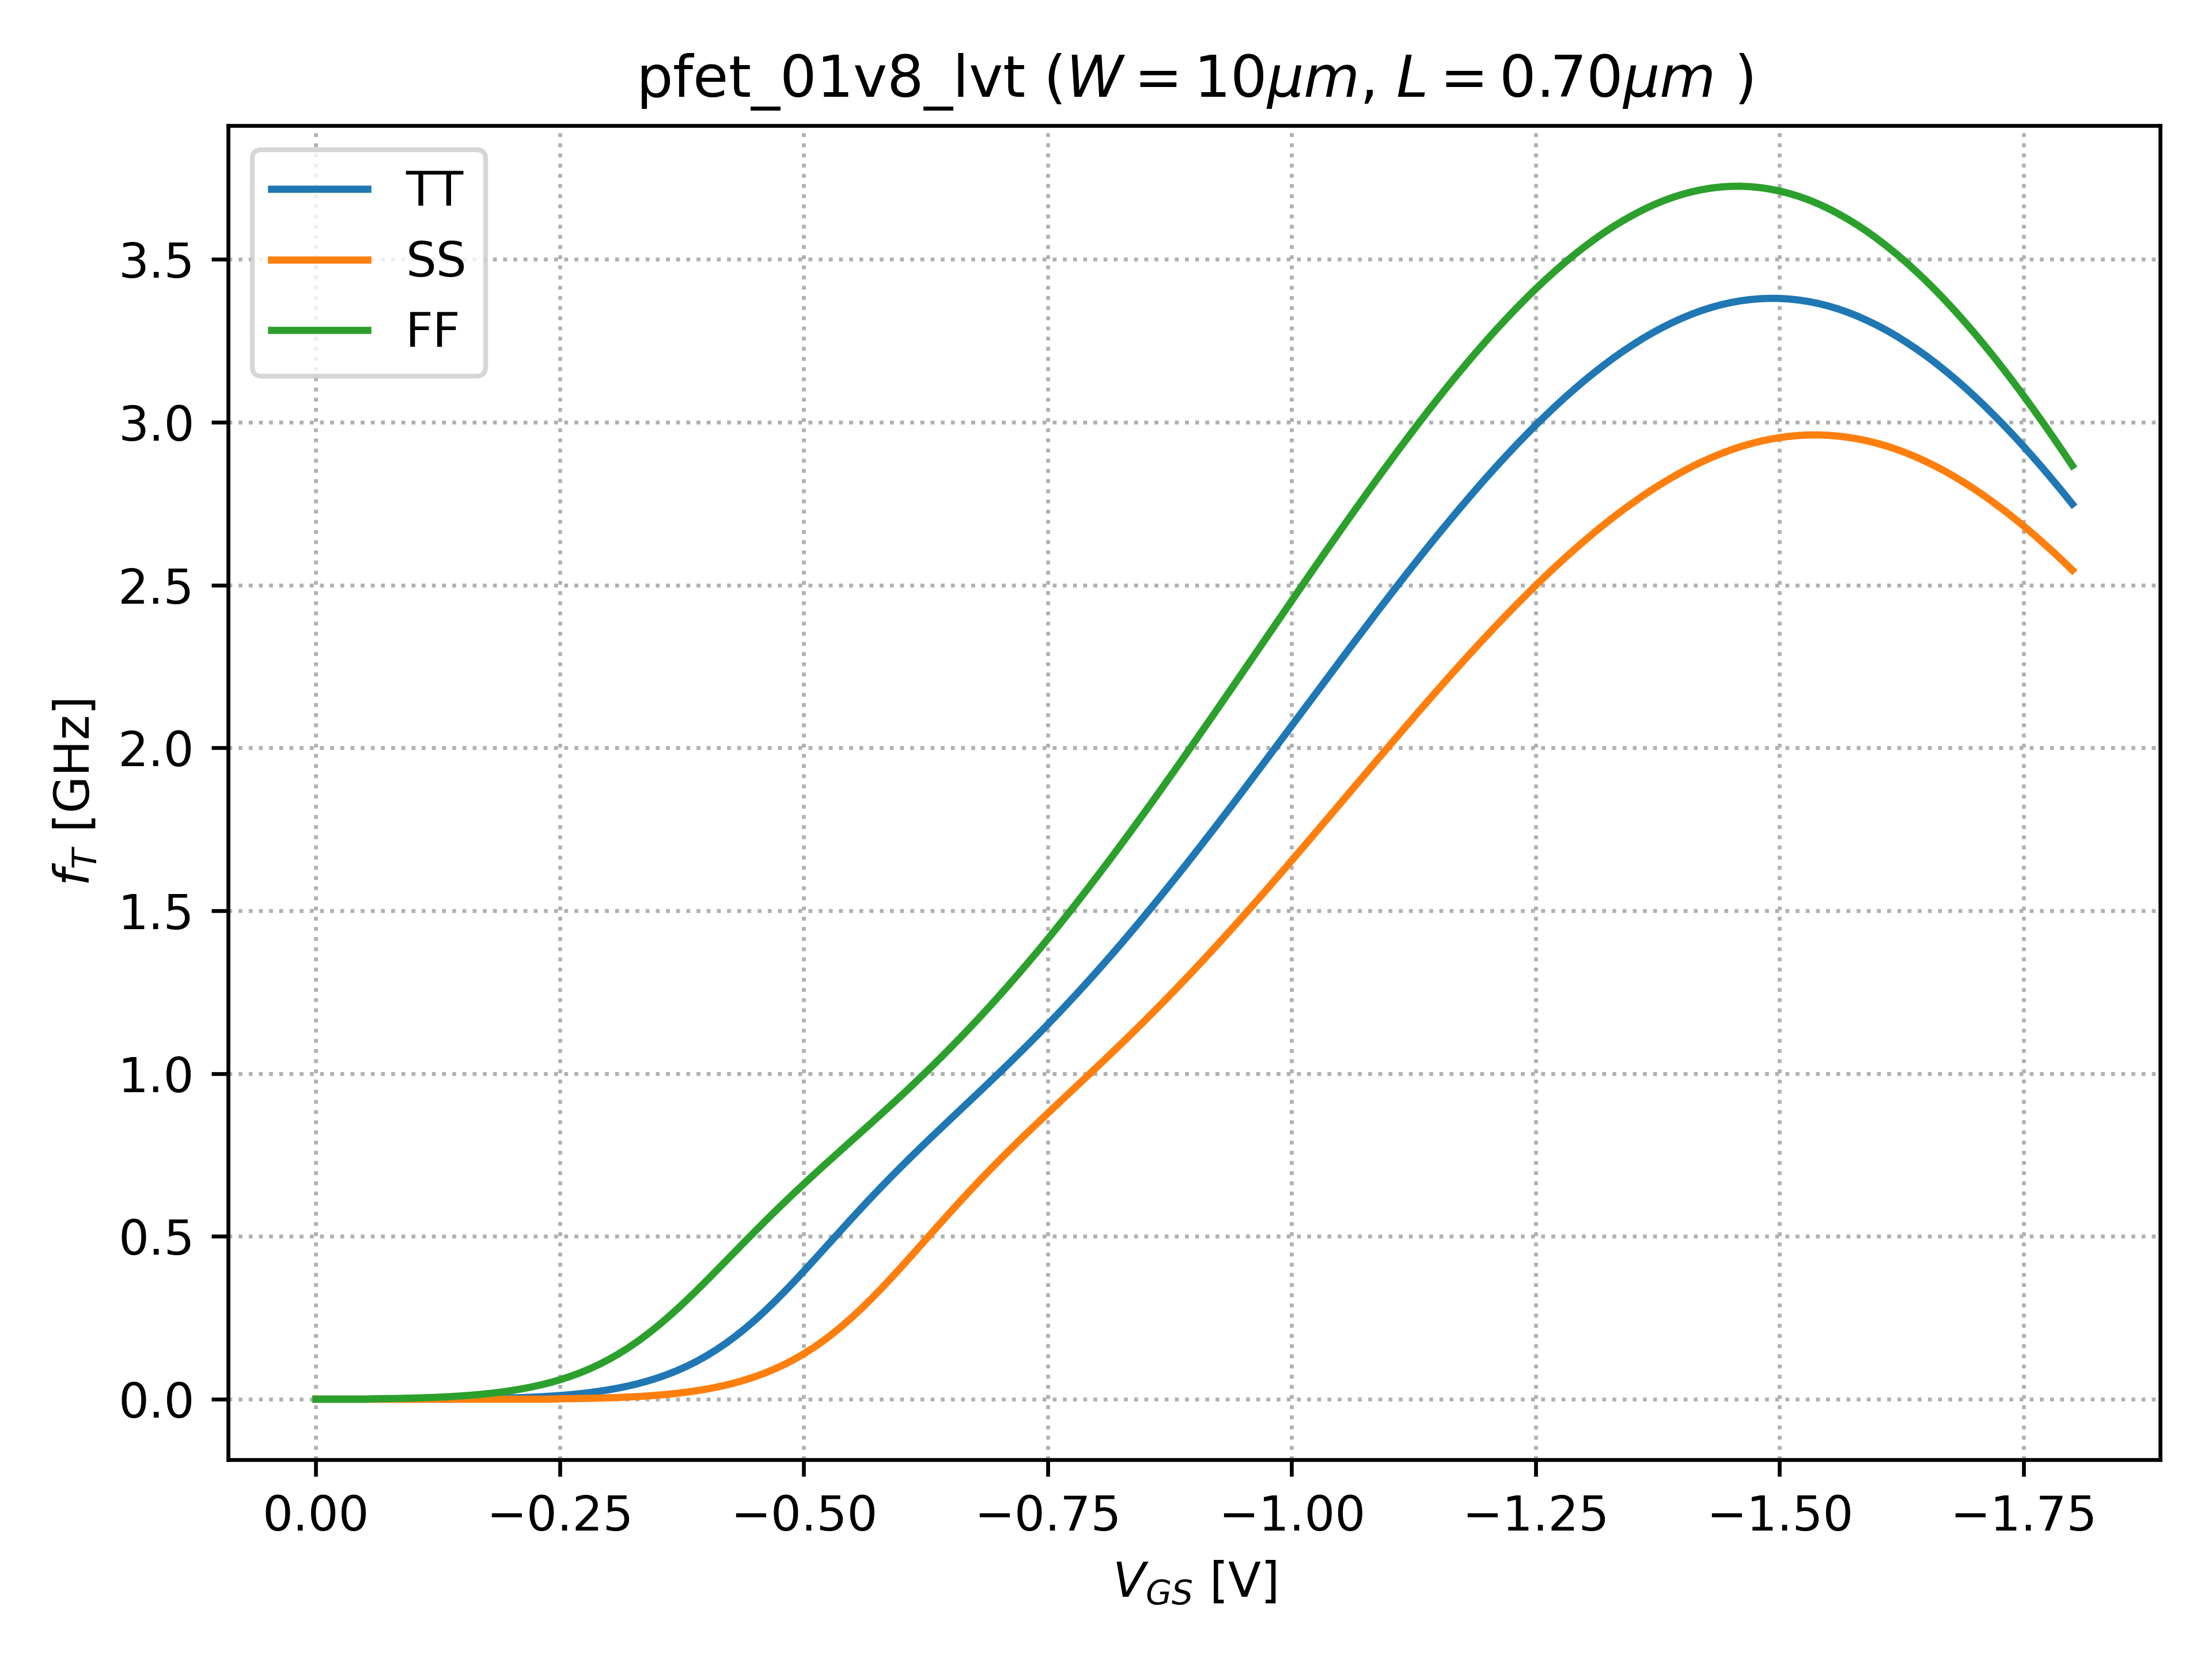 pfet_01v8_lvt (W = 10μm, L = 0.70μm )
TT
SS
FF
3.5
3.0
2.5
2.0
1.5
1.0
0.5
0.0
f_T [GHz]
0.00 −0.25 −0.50 −0.75 −1.00 −1.25 −1.50 −1.75
V_GS [V]